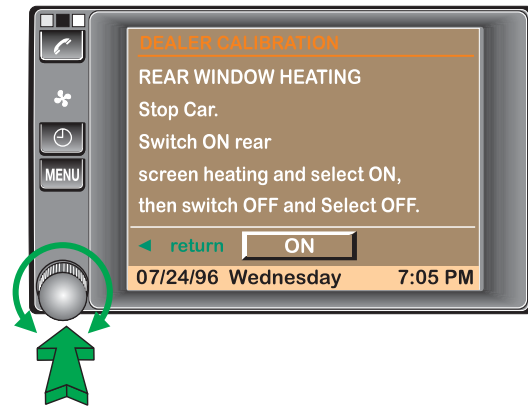 DEALER CALIBRATION
REAR WINDOW HEATING
Stop Car.
Switch ON rear
screen heating and select ON,
then switch OFF and Select OFF.
◄ return ON
07/24/96 Wednesday 7:05 PM
MENU